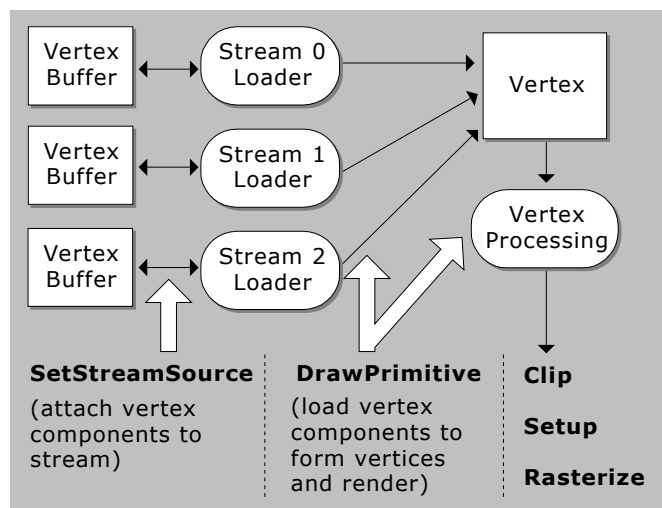 Vertex
Buffer
Stream 0
Loader
Vertex
Vertex
Buffer
Stream 1
Loader
Vertex
Processing
Vertex
Buffer
Stream 2
Loader
SetStreamSource
(attach vertex
components to
stream)
DrawPrimitive
(load vertex
components to
form vertices
and render)
Clip
Setup
Rasterize